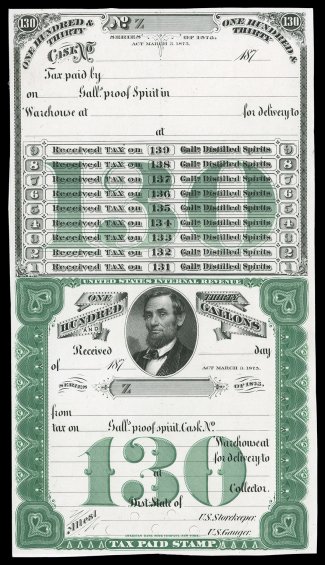 130 Nº Z 130
ONE HUNDRED & THIRTY
SERIES OF 1875.
ONE HUNDRED & THIRTY
ACT MARCH 3, 1875.
Cask Nº 187
Tax paid by
on Galls. proof Spirit in
Warehouse at for delivery to
at
9 Received TAX on 139 Galls. Distilled Spirits 9
8 Received TAX on 138 Galls. Distilled Spirits 8
7 Received TAX on 137 Galls. Distilled Spirits 7
6 Received TAX on 136 Galls. Distilled Spirits 6
5 Received TAX on 135 Galls. Distilled Spirits 5
4 Received TAX on 134 Galls. Distilled Spirits 4
3 Received TAX on 133 Galls. Distilled Spirits 3
2 Received TAX on 132 Galls. Distilled Spirits 2
1 Received TAX on 131 Galls. Distilled Spirits 1
130
UNITED STATES INTERNAL REVENUE
ONE HUNDRED AND THIRTY GALLONS
Received day
of 187 ACT MARCH 3, 1875.
SERIES Z OF 1875.
from
tax on Galls. proof spirit, Cask Nº
Warehouse at
for delivery to
at
130
Collector.
Dist. State of
Attest
U.S. Storekeeper.
U.S. Gauger.
TAX PAID STAMP.